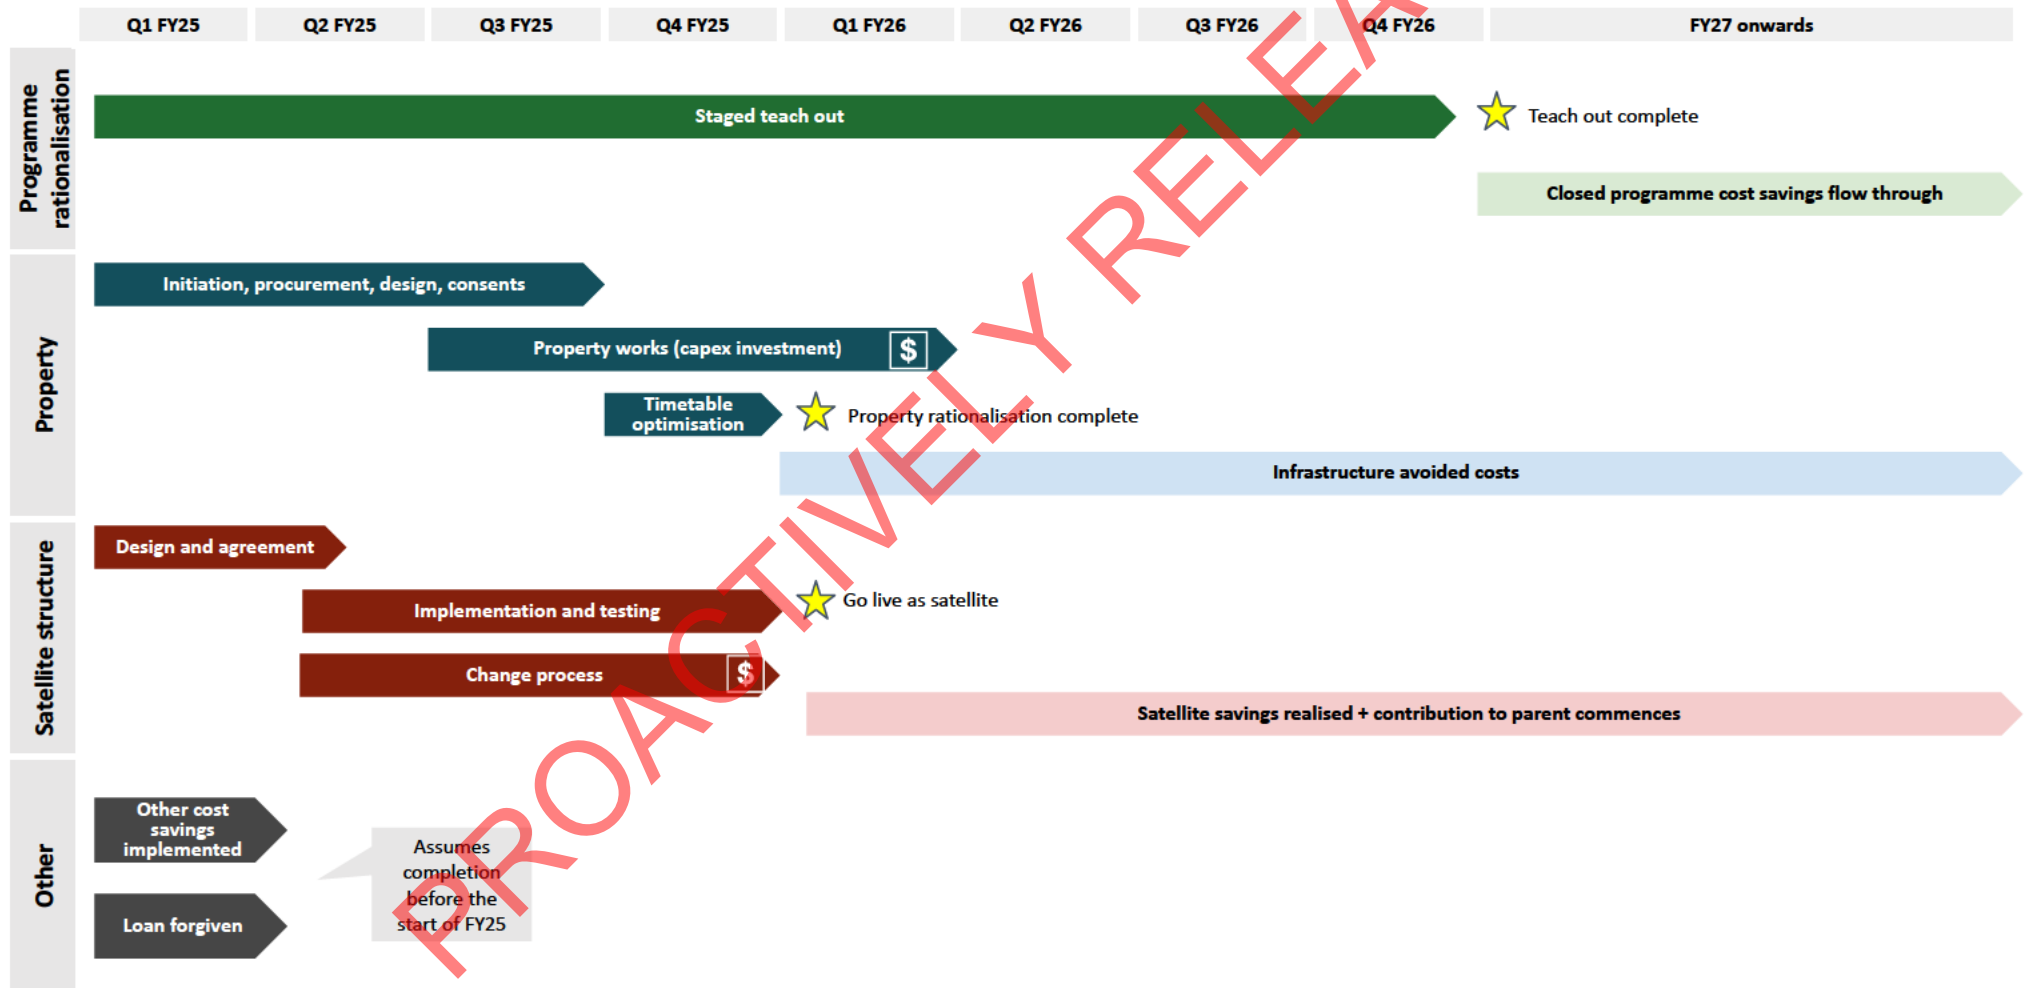 Q1 FY25 Q2 FY25 Q3 FY25 Q4 FY25 Q1 FY26 Q2 FY26 Q3 FY26 Q4 FY26 FY27 onwards
Programme
rationalisation
Staged teach out
Teach out complete
Closed programme cost savings flow through
Property
Initiation, procurement, design, consents
Property works (capex investment) $
Timetable
optimisation
Property rationalisation complete
Infrastructure avoided costs
Satellite structure
Design and agreement
Implementation and testing
Go live as satellite
Change process $
Satellite savings realised + contribution to parent commences
Other
Other cost
savings
implemented
Assumes
completion
before the
start of FY25
Loan forgiven
PROACTIVELY RELEA